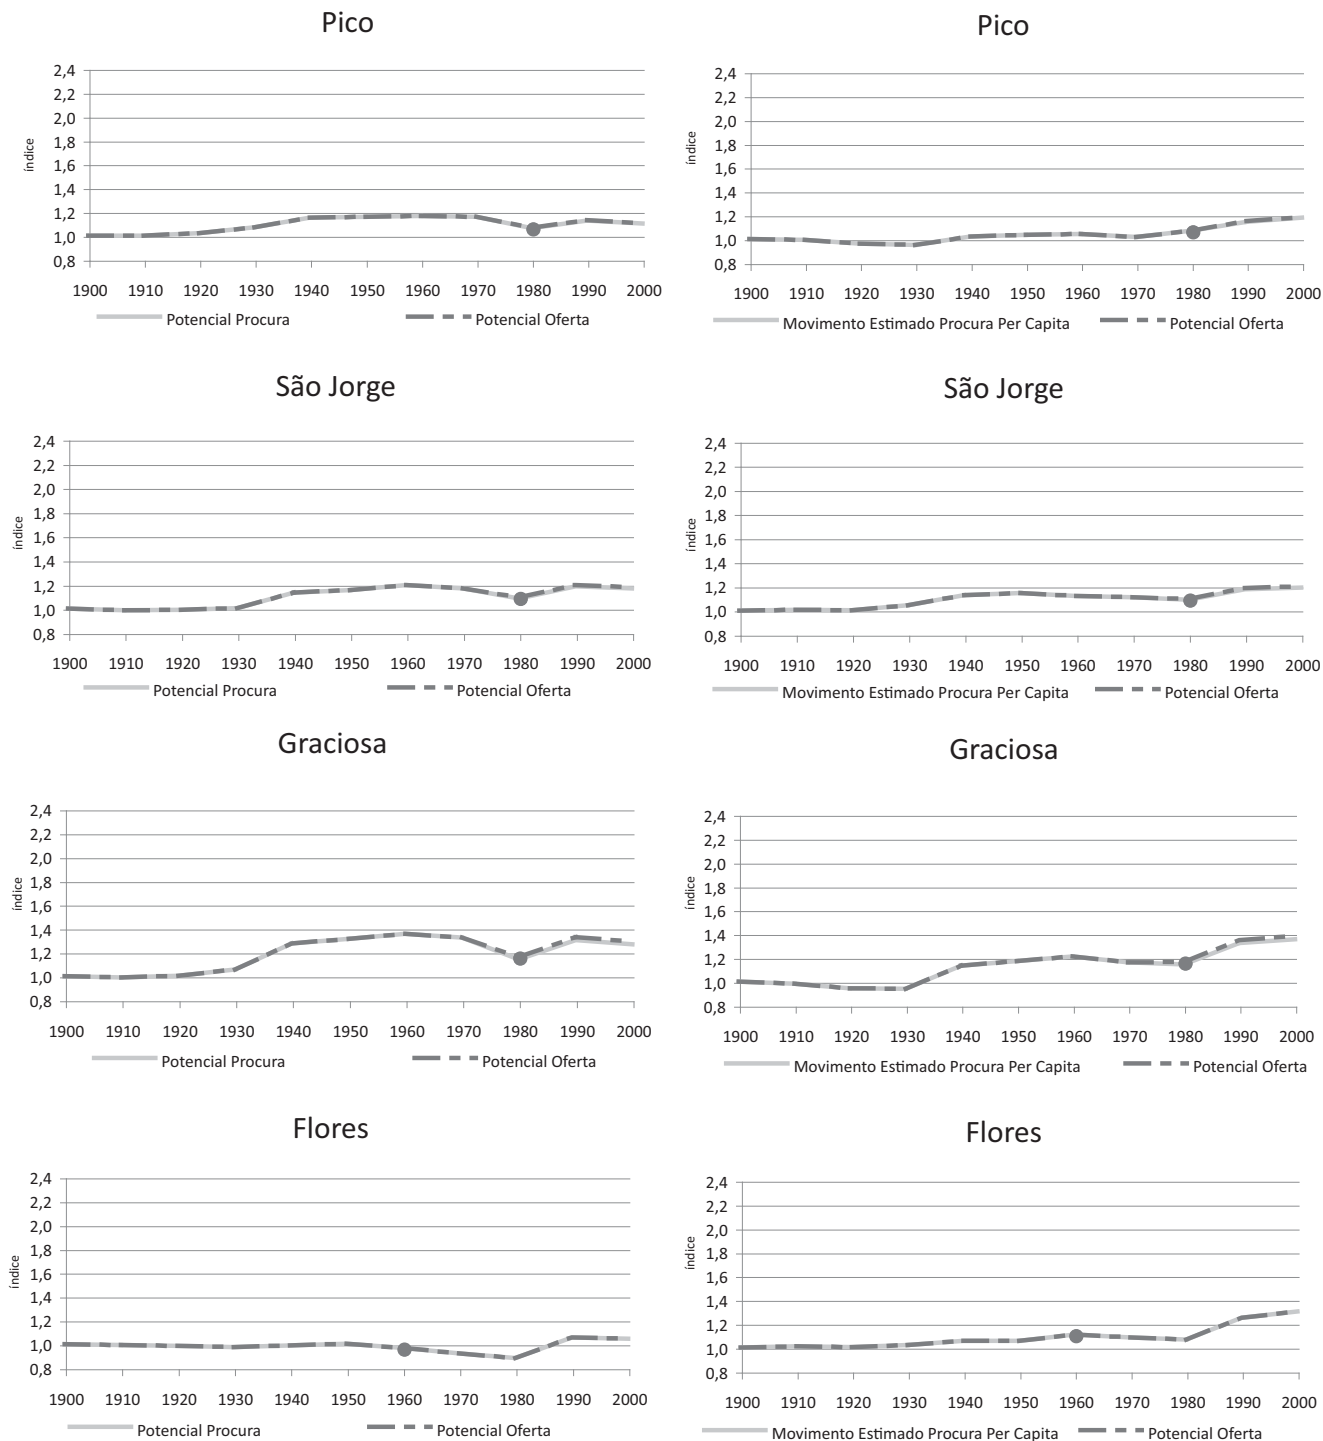 Pico
2,4
2,2
2,0
1,8
1,6
1,4
1,2
1,0
0,8
índice
1900 1910 1920 1930 1940 1950 1960 1970 1980 1990 2000
Potencial Procura Potencial Oferta
Pico
2,4
2,2
2,0
1,8
1,6
1,4
1,2
1,0
0,8
índice
1900 1910 1920 1930 1940 1950 1960 1970 1980 1990 2000
Movimento Estimado Procura Per Capita Potencial Oferta
São Jorge
2,4
2,2
2,0
1,8
1,6
1,4
1,2
1,0
0,8
índice
1900 1910 1920 1930 1940 1950 1960 1970 1980 1990 2000
Potencial Procura Potencial Oferta
São Jorge
2,4
2,2
2,0
1,8
1,6
1,4
1,2
1,0
0,8
índice
1900 1910 1920 1930 1940 1950 1960 1970 1980 1990 2000
Movimento Estimado Procura Per Capita Potencial Oferta
Graciosa
2,4
2,2
2,0
1,8
1,6
1,4
1,2
1,0
0,8
índice
1900 1910 1920 1930 1940 1950 1960 1970 1980 1990 2000
Potencial Procura Potencial Oferta
Graciosa
2,4
2,2
2,0
1,8
1,6
1,4
1,2
1,0
0,8
índice
1900 1910 1920 1930 1940 1950 1960 1970 1980 1990 2000
Movimento Estimado Procura Per Capita Potencial Oferta
Flores
2,4
2,2
2,0
1,8
1,6
1,4
1,2
1,0
0,8
índice
1900 1910 1920 1930 1940 1950 1960 1970 1980 1990 2000
Potencial Procura Potencial Oferta
Flores
2,4
2,2
2,0
1,8
1,6
1,4
1,2
1,0
0,8
índice
1900 1910 1920 1930 1940 1950 1960 1970 1980 1990 2000
Movimento Estimado Procura Per Capita Potencial Oferta